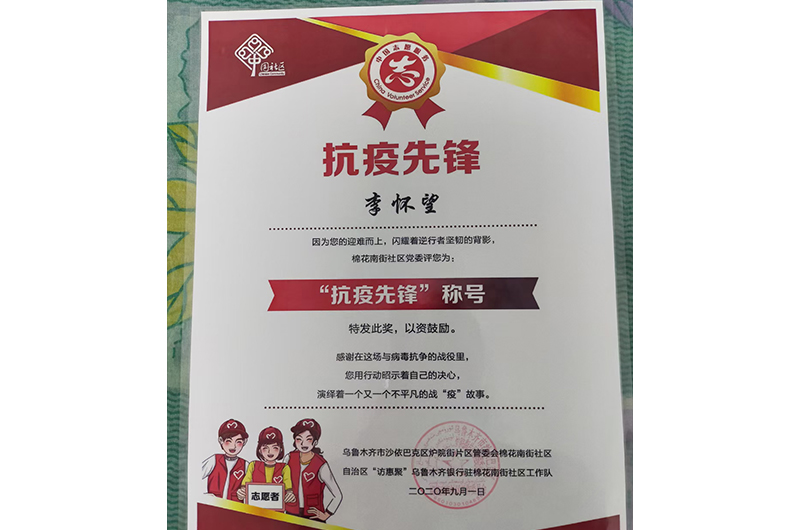 中国社区
中国志愿服务
China Volunteer Service
抗疫先锋
李怀望
因为您的迎难而上，闪耀着逆行者坚韧的背影，
棉花南街社区党委评您为：
“抗疫先锋”称号
特发此奖，以资鼓励。
感谢在这场与病毒抗争的战役里，
您用行动昭示着自己的决心，
演绎着一个又一个不平凡的战“疫”故事。
乌鲁木齐市沙依巴克区炉院街片区管委会棉花南街社区
自治区“访惠聚”乌鲁木齐银行驻棉花南街社区工作队
二〇二〇年九月一日
志愿者